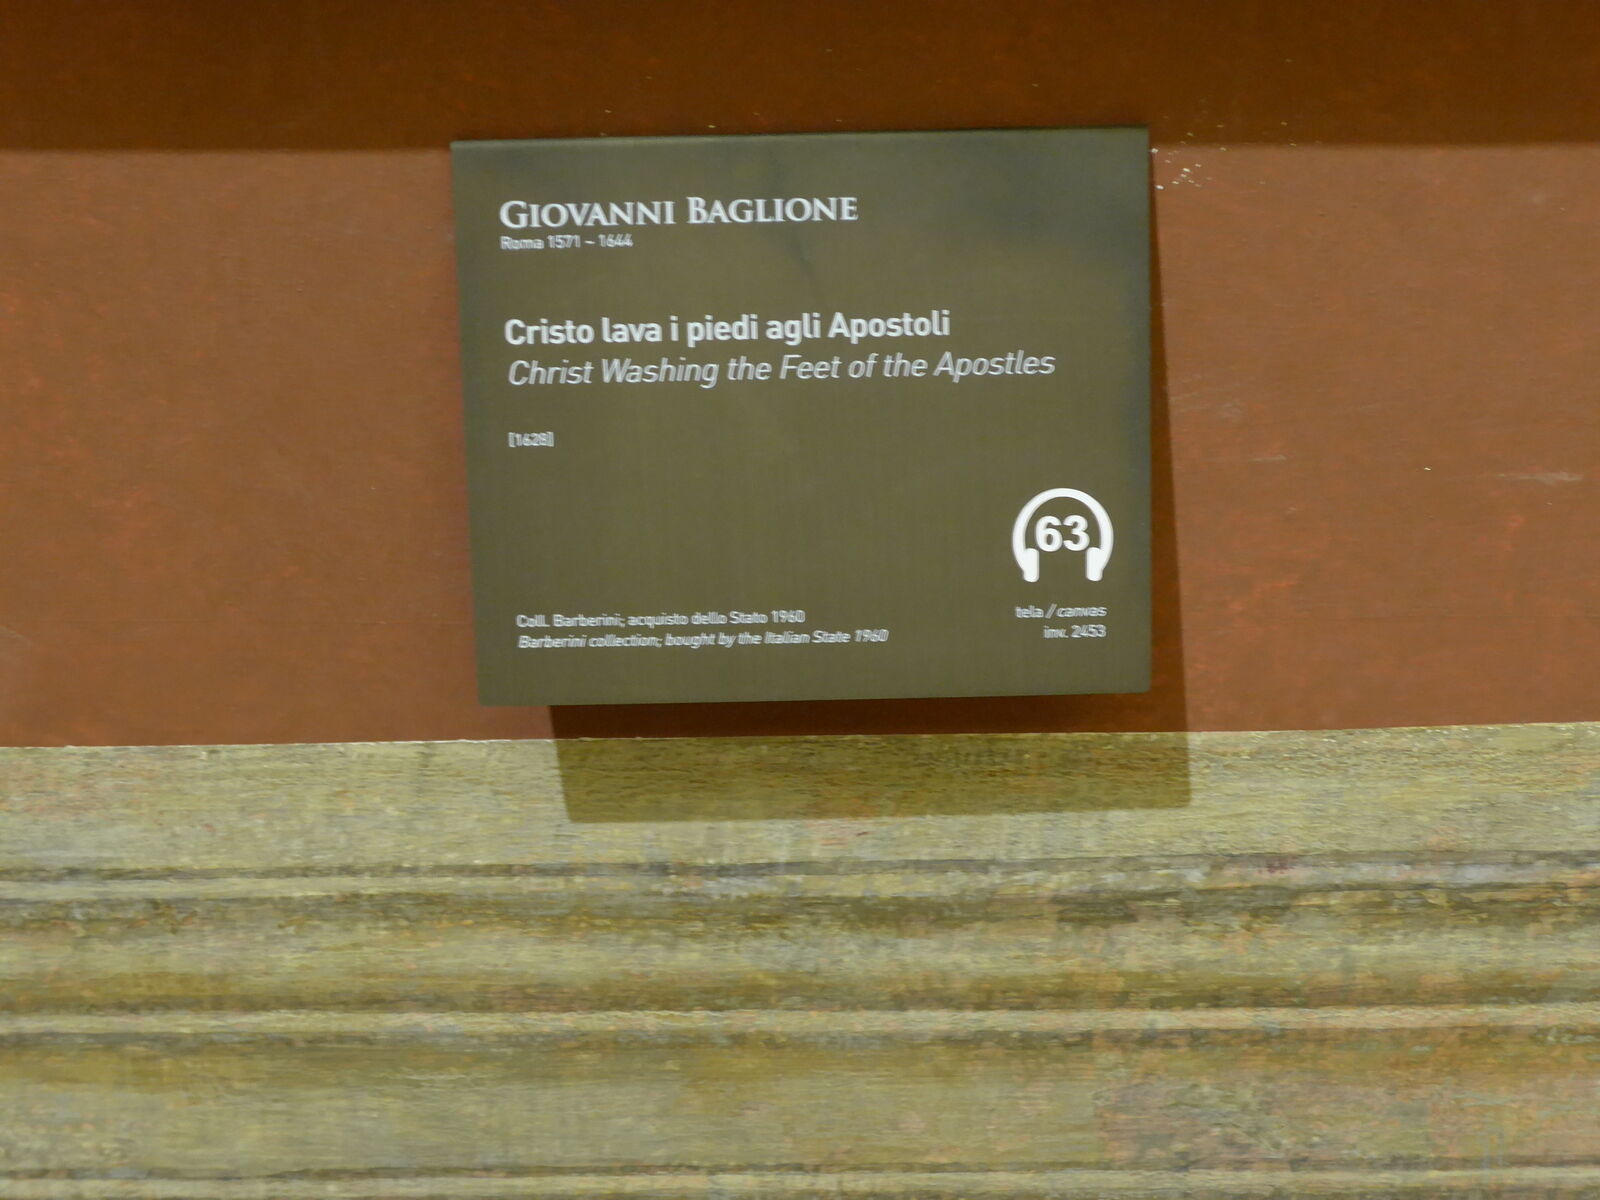 GIOVANNI BAGLIONE
Roma 1571 – 1644
Cristo lava i piedi agli Apostoli
Christ Washing the Feet of the Apostles
[1628]
63
Coll. Barberini; acquisto dello Stato 1960
Barberini collection; bought by the Italian State 1960
tela / canvas
inv. 2453